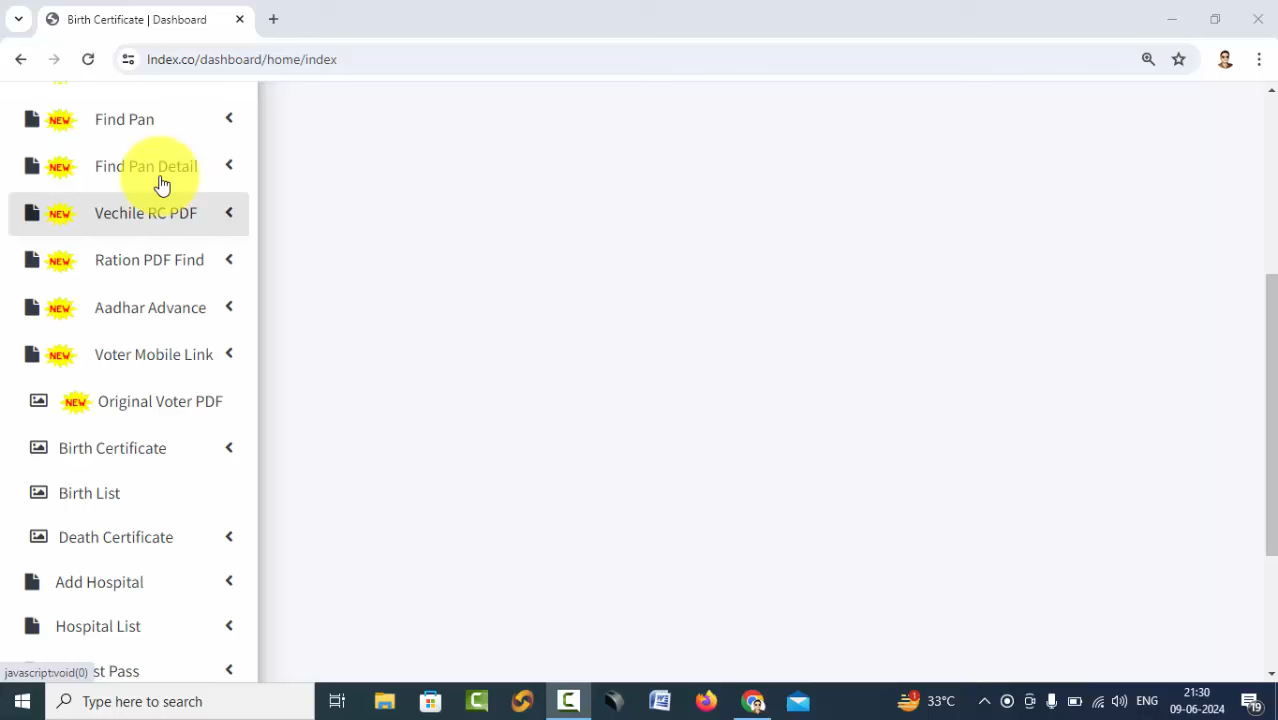 Birth Certificate | Dashboard
Index.co/dashboard/home/index
NEW Find Pan
NEW Find Pan Detail
NEW Vechile RC PDF
NEW Ration PDF Find
NEW Aadhar Advance
NEW Voter Mobile Link
NEW Original Voter PDF
Birth Certificate
Birth List
Death Certificate
Add Hospital
Hospital List
st Pass
javascript:void(0)
Type here to search
33°C
ENG
21:30
09-06-2024
19